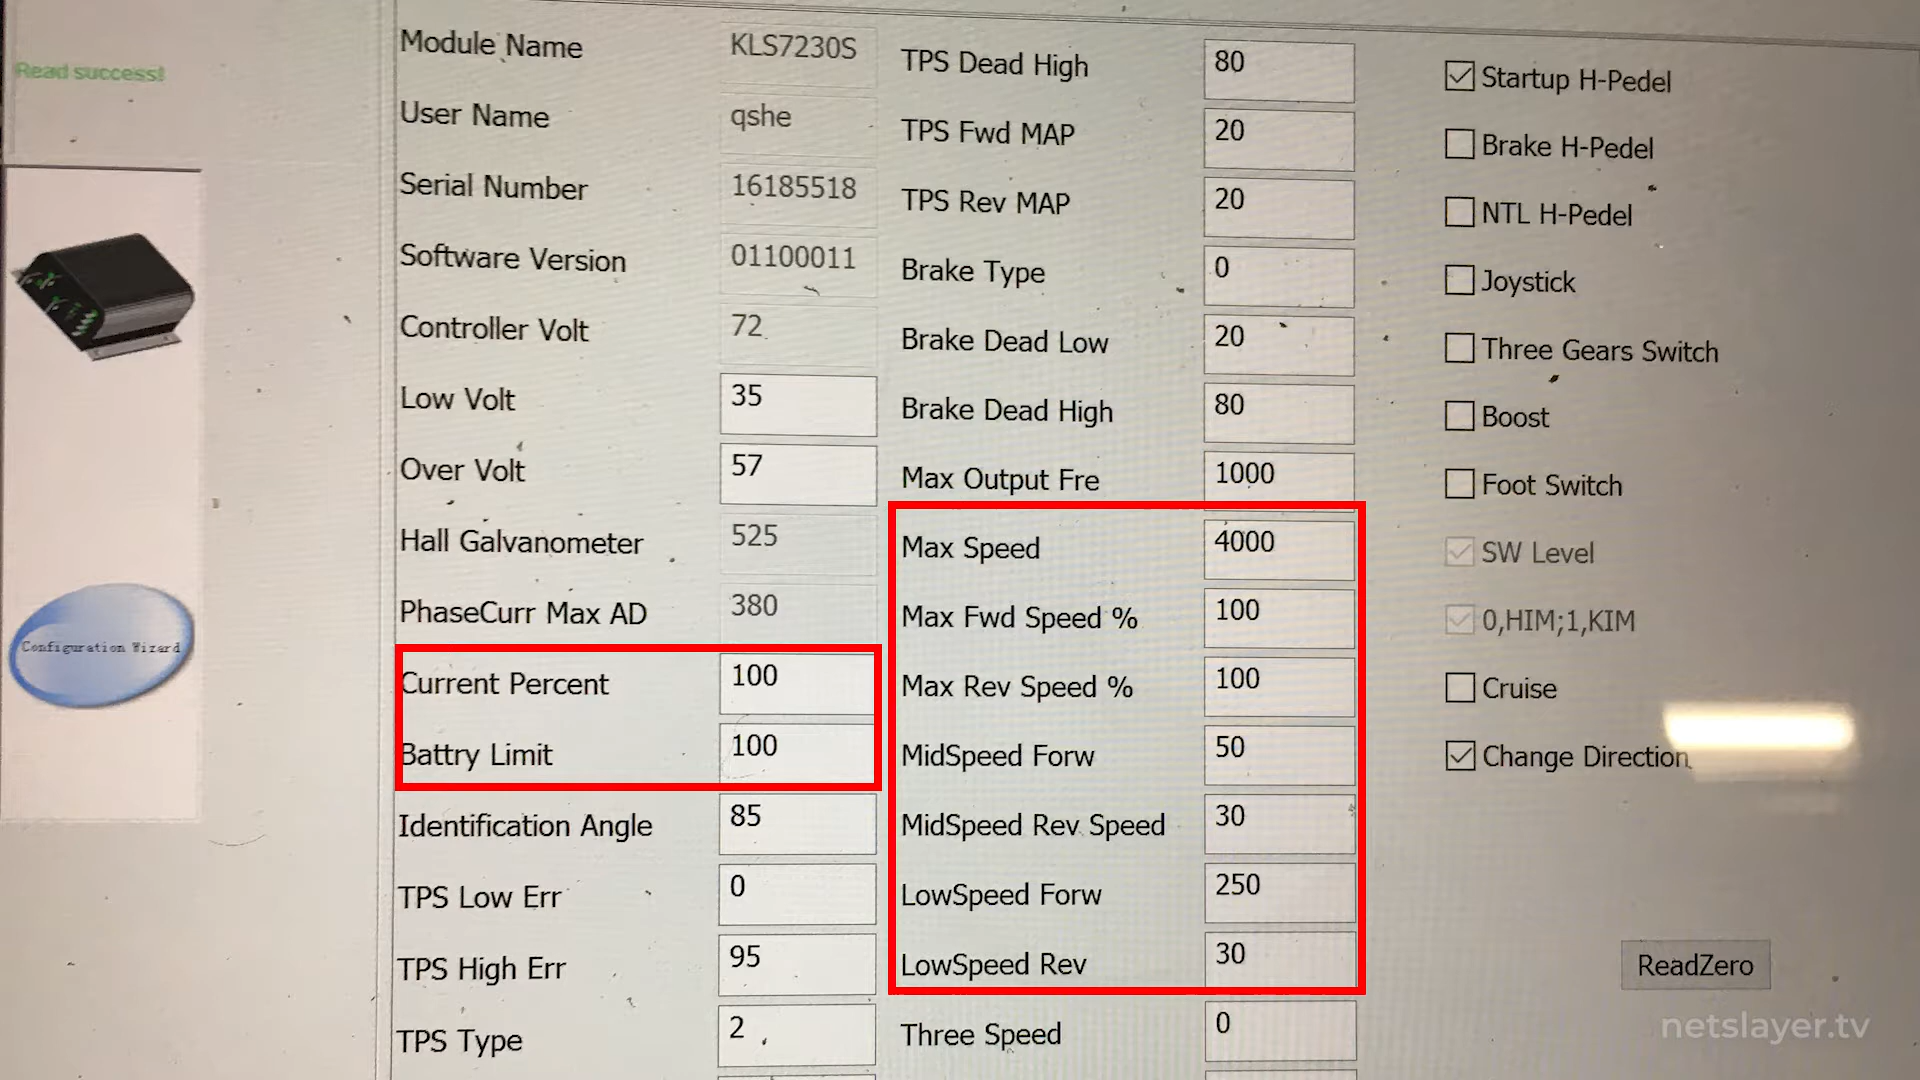 Read success!
Configuration Wizard
Module Name KLS7230S
User Name qshe
Serial Number 16185518
Software Version 01100011
Controller Volt 72
Low Volt 35
Over Volt 57
Hall Galvanometer 525
PhaseCurr Max AD 380
Current Percent 100
Battry Limit 100
Identification Angle 85
TPS Low Err 0
TPS High Err 95
TPS Type 2
TPS Dead High 80
TPS Fwd MAP 20
TPS Rev MAP 20
Brake Type 0
Brake Dead Low 20
Brake Dead High 80
Max Output Fre 1000
Max Speed 4000
Max Fwd Speed % 100
Max Rev Speed % 100
MidSpeed Forw 50
MidSpeed Rev Speed 30
LowSpeed Forw 250
LowSpeed Rev 30
Three Speed 0
Startup H-Pedel
Brake H-Pedel
NTL H-Pedel
Joystick
Three Gears Switch
Boost
Foot Switch
SW Level
0,HIM;1,KIM
Cruise
Change Direction
ReadZero
netslayer.tv